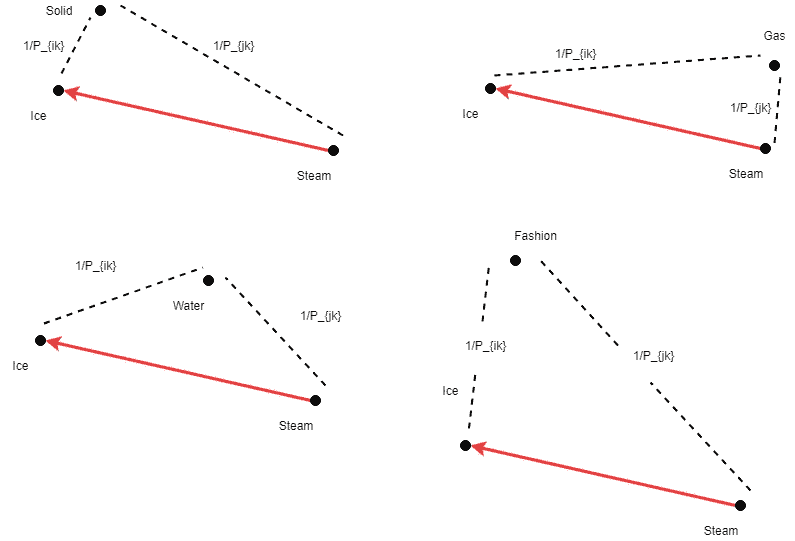 Solid
1/P_{ik}
1/P_{jk}
Ice
Steam
Gas
1/P_{ik}
1/P_{jk}
Ice
Steam
1/P_{ik}
Water
1/P_{jk}
Ice
Steam
Fashion
1/P_{ik}
1/P_{jk}
Ice
Steam